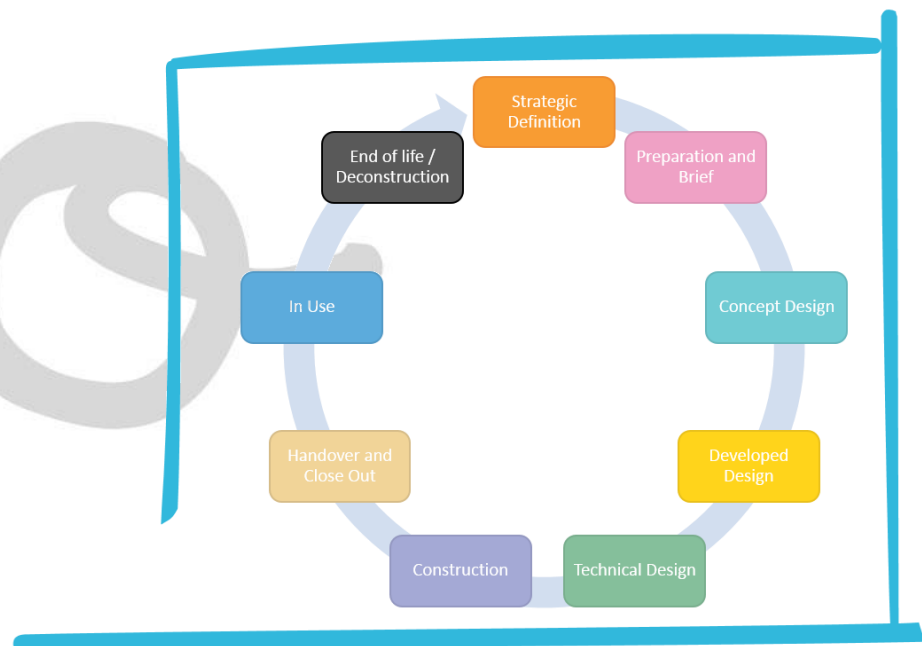 Strategic
Definition
Preparation and
Brief
Concept Design
Developed
Design
Technical Design
Construction
Handover and
Close Out
In Use
End of life /
Deconstruction